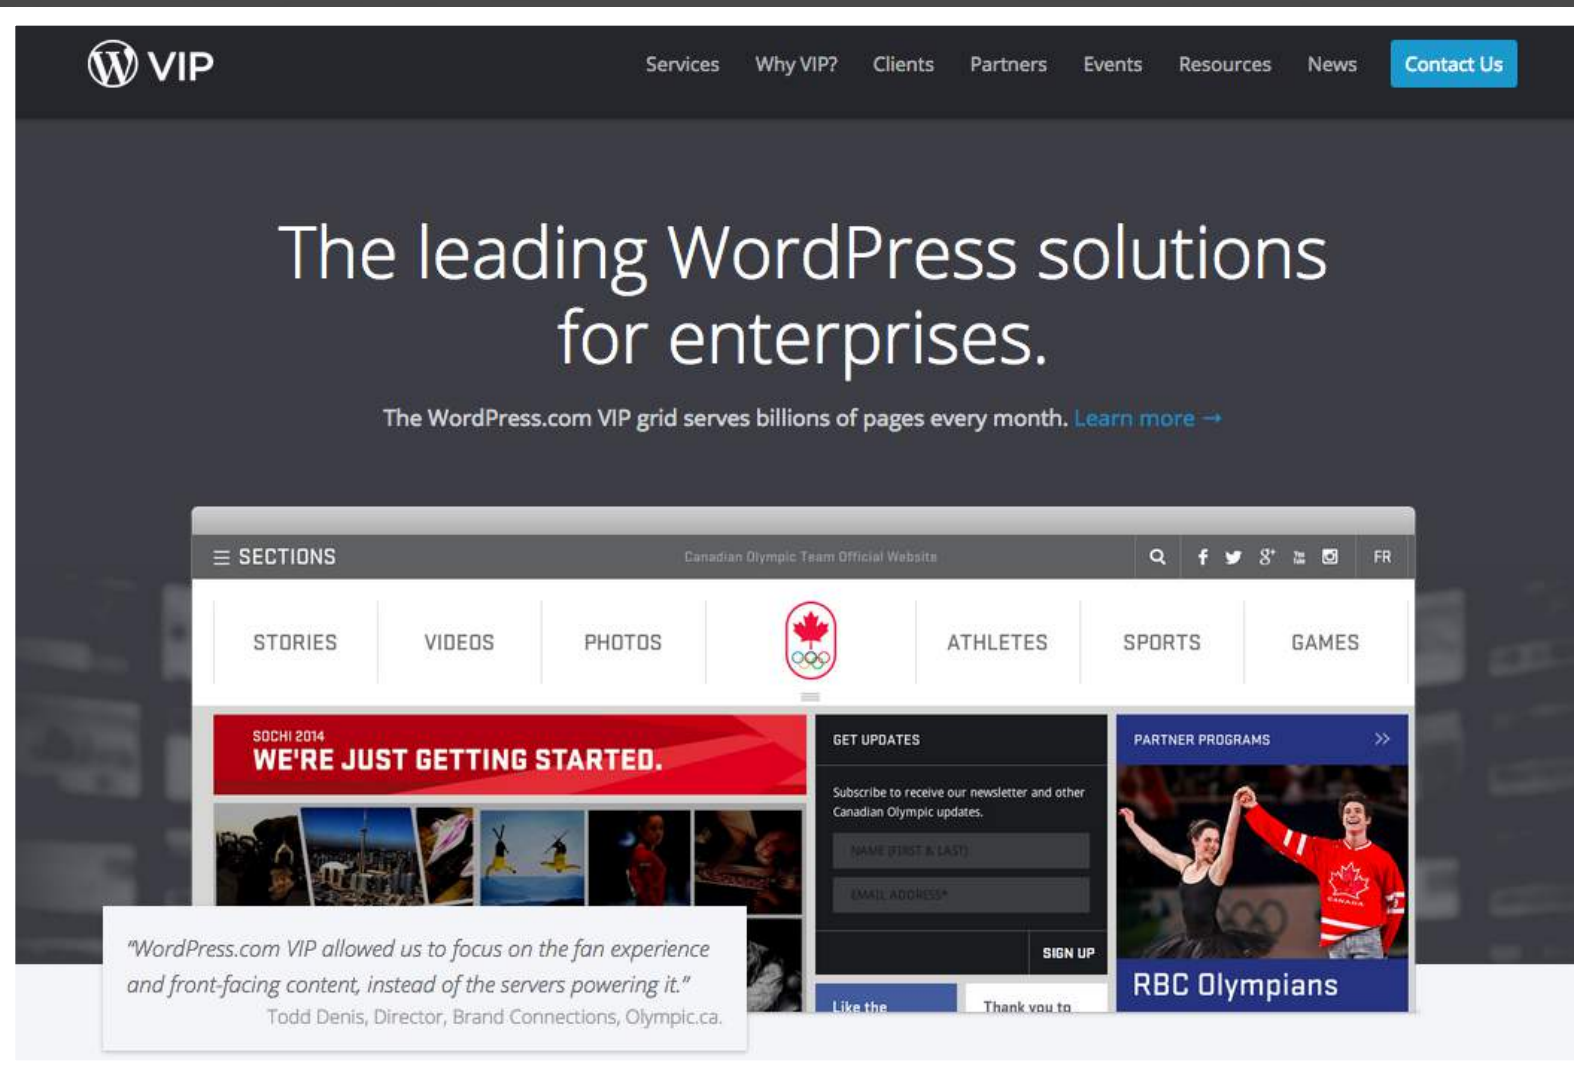 VIP
Services Why VIP? Clients Partners Events Resources News Contact Us
The leading WordPress solutions
for enterprises.
The WordPress.com VIP grid serves billions of pages every month. Learn more →
☰ SECTIONS Canadian Olympic Team Official Website FR
STORIES VIDEOS PHOTOS ATHLETES SPORTS GAMES
SOCHI 2014
WE'RE JUST GETTING STARTED.
GET UPDATES
Subscribe to receive our newsletter and other
Canadian Olympic updates.
NAME (FIRST & LAST)
EMAIL ADDRESS*
SIGN UP
Like the
Thank you to
PARTNER PROGRAMS >>
CANADA
RBC Olympians
“WordPress.com VIP allowed us to focus on the fan experience
and front-facing content, instead of the servers powering it.”
Todd Denis, Director, Brand Connections, Olympic.ca.